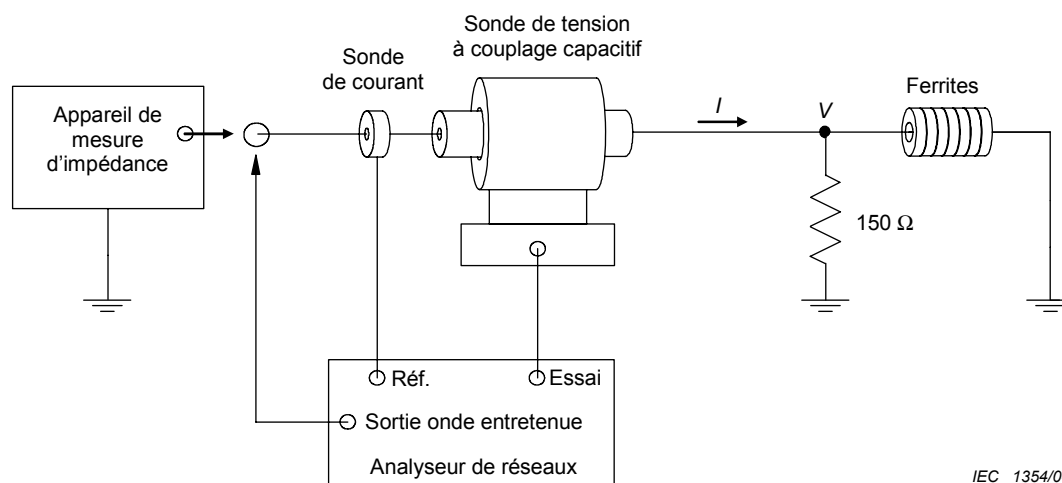 Sonde de tension
à couplage capacitif
Sonde
de courant
Appareil de
mesure
d'impédance
I
V
Ferrites
150 Ω
Réf.
Essai
Sortie onde entretenue
Analyseur de réseaux
IEC 1354/0